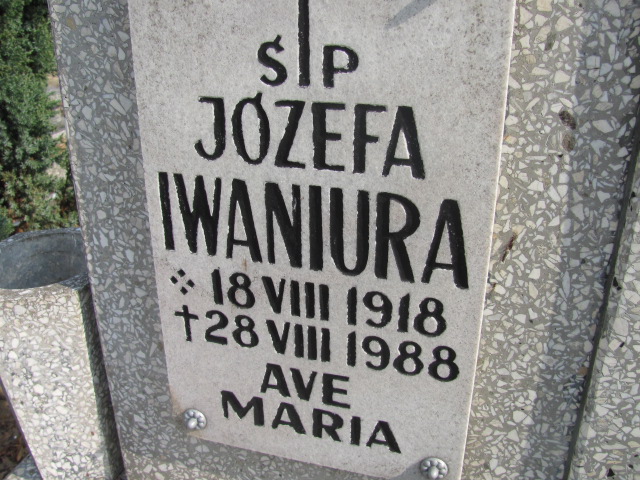 ŚP
JÓZEFA
IWANIURA
18 VIII 1918
†28 VIII 1988
AVE
MARIA